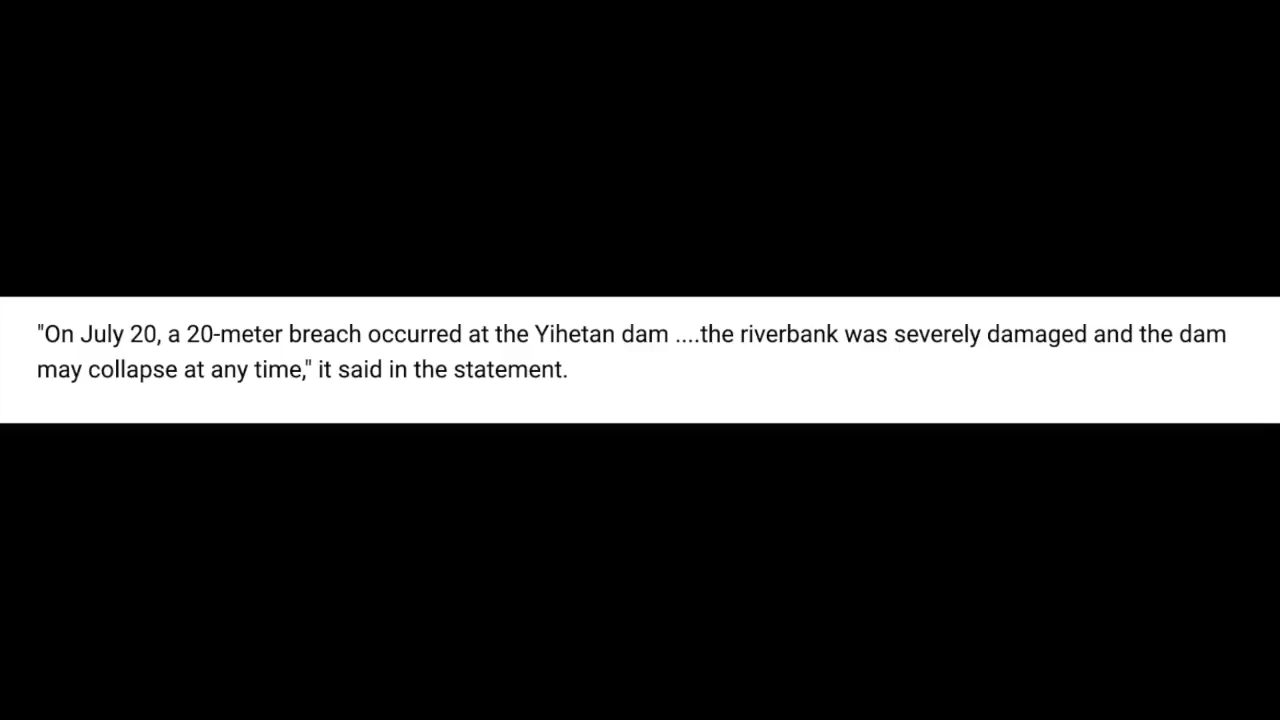 "On July 20, a 20-meter breach occurred at the Yihetan dam ....the riverbank was severely damaged and the dam
may collapse at any time," it said in the statement.